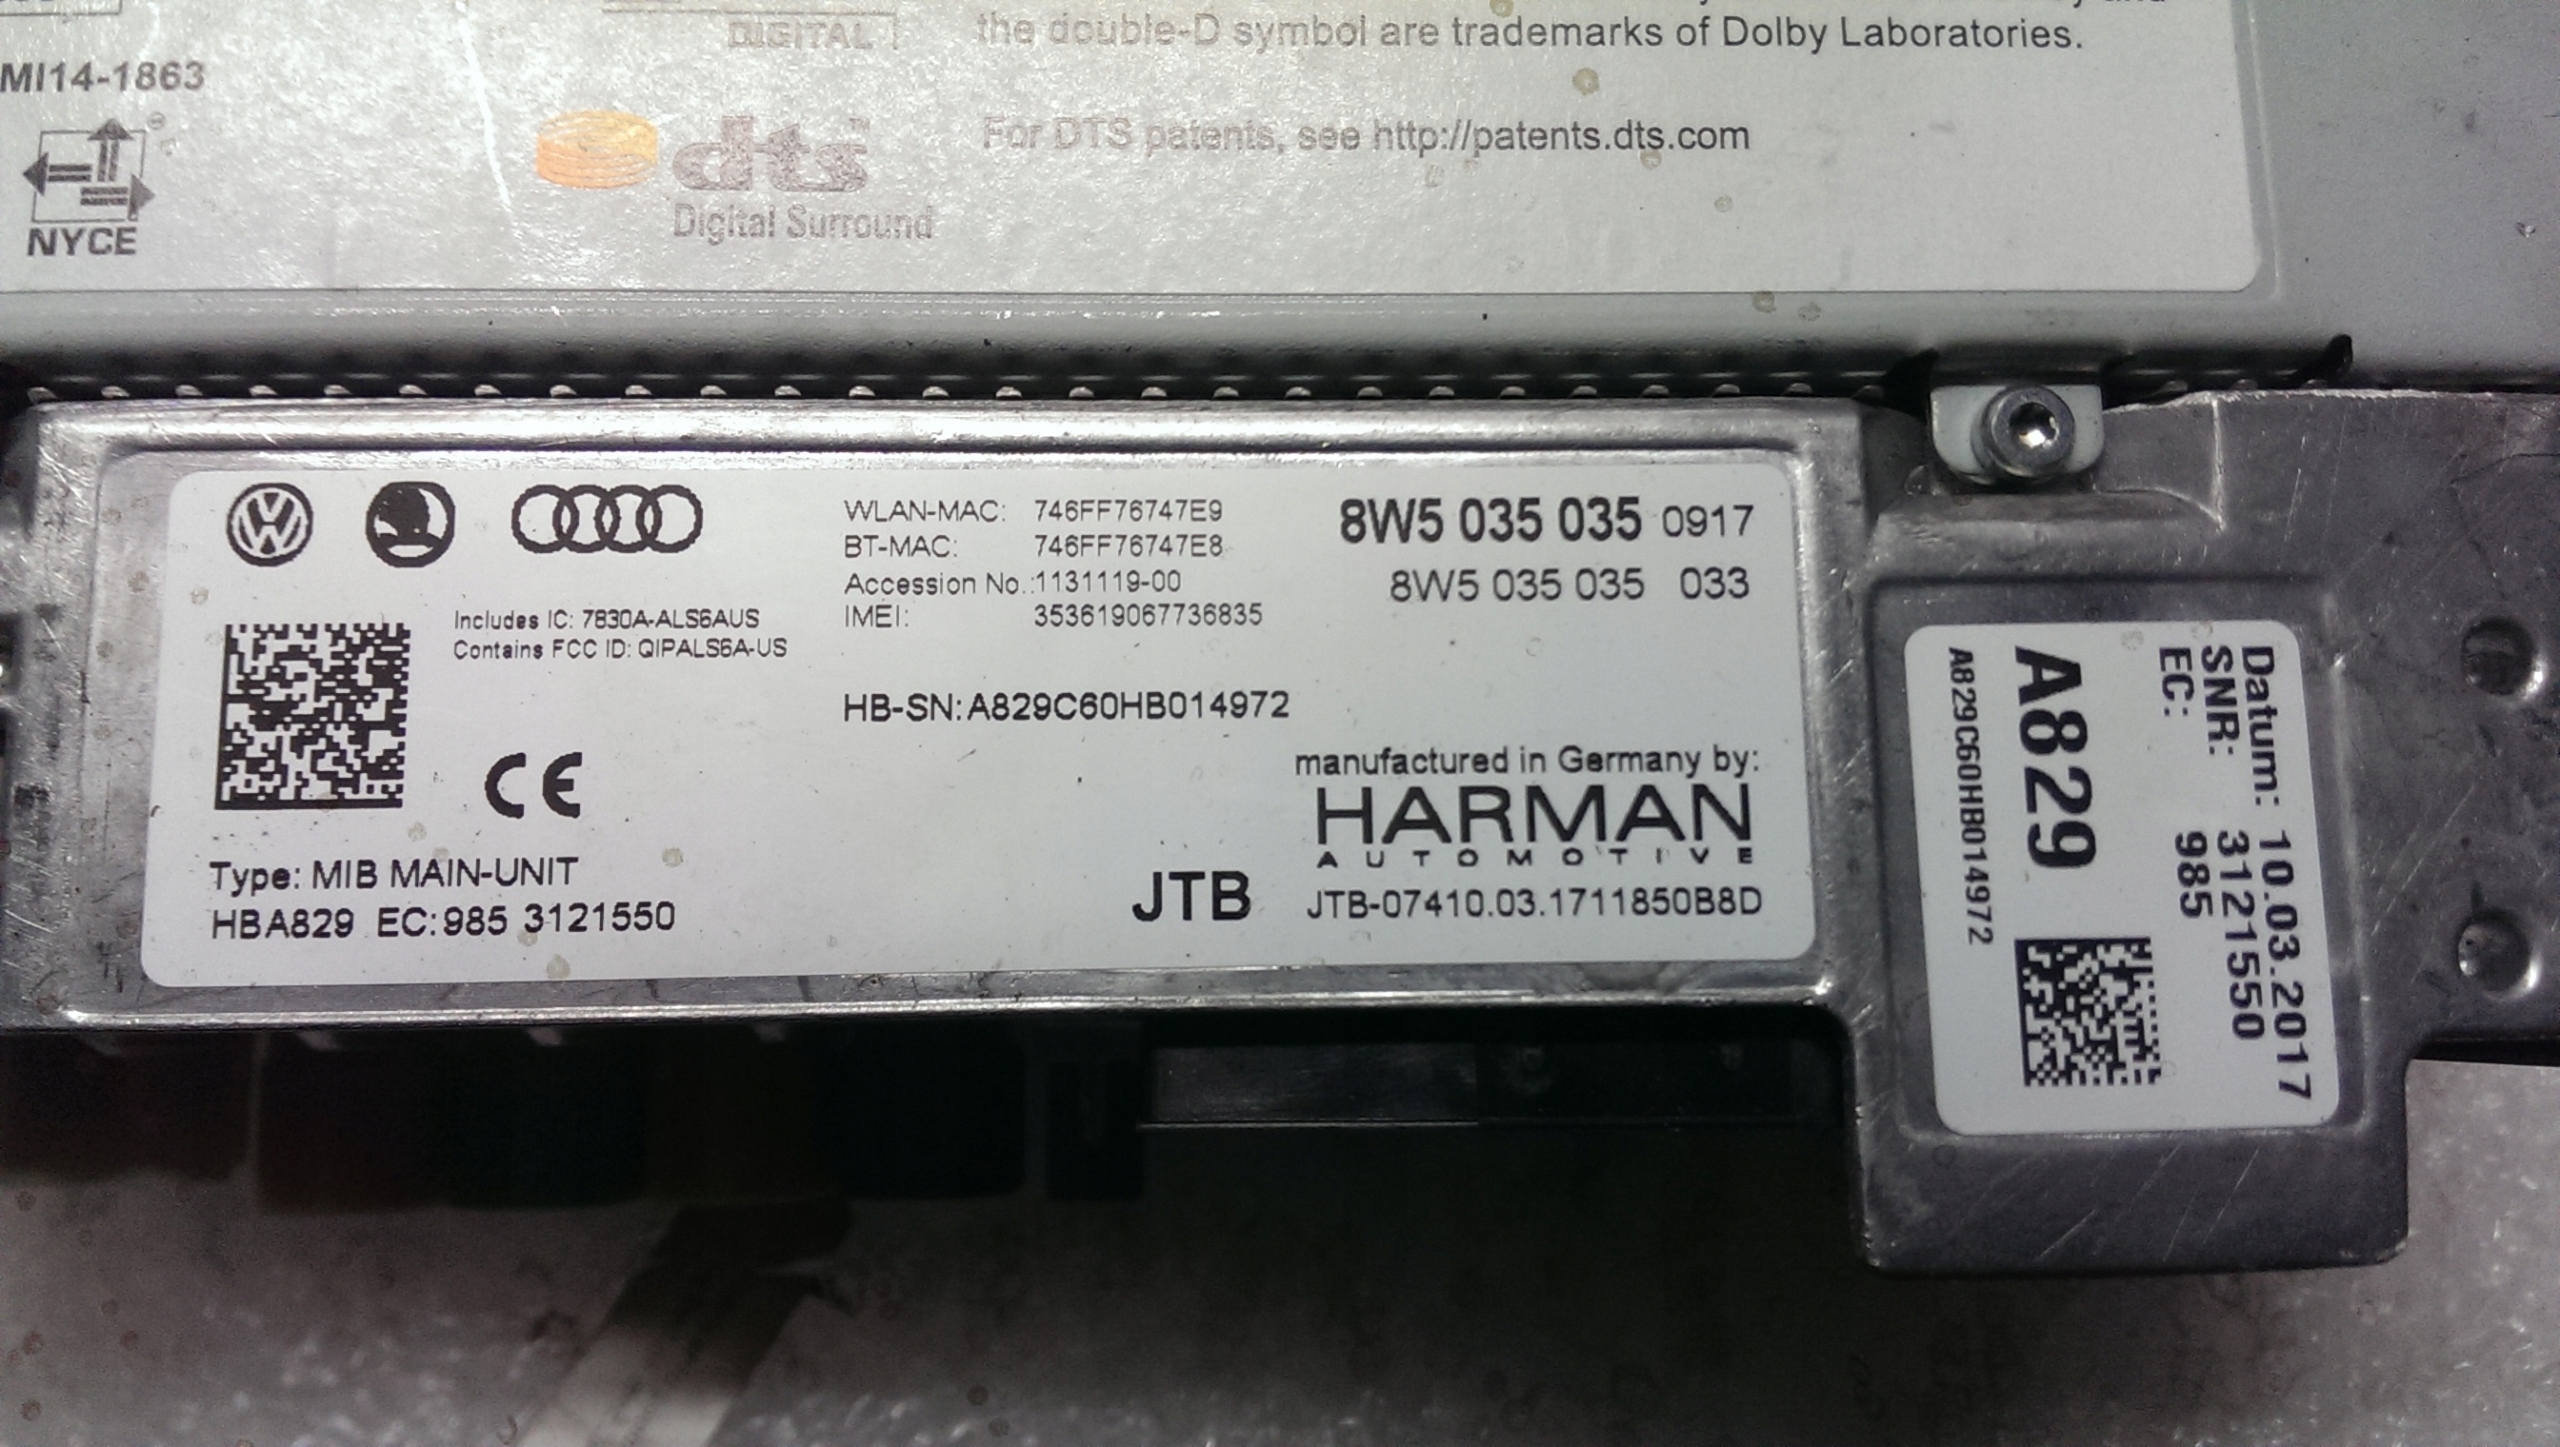 DIGITAL
the double-D symbol are trademarks of Dolby Laboratories.
MI14-1863
NYCE
dts
Digital Surround
For DTS patents, see http://patents.dts.com
WLAN-MAC: 746FF76747E9
BT-MAC: 746FF76747E8
Accession No.:1131119-00
IMEI: 353619067736835
8W5 035 035 0917
8W5 035 035 033
Includes IC: 7830A-ALS6AUS
Contains FCC ID: QIPALS6A-US
HB-SN:A829C60HB014972
CE
manufactured in Germany by:
HARMAN
AUTOMOTIVE
JTB JTB-07410.03.1711850B8D
Type: MIB MAIN-UNIT
HBA829 EC:985 3121550
Datum: 10.03.2017
SNR: 3121550
EC: 985
A829
A829C60HB014972